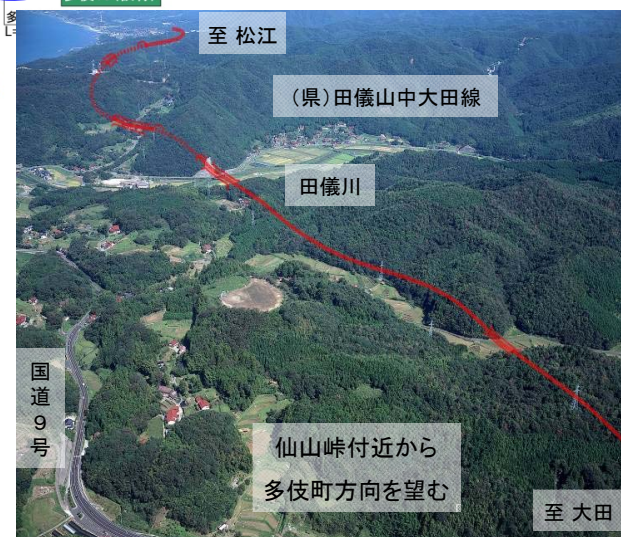 至 松江
（県）田儀山中大田線
田儀川
国道９号
仙山峠付近から
多伎町方向を望む
至 大田